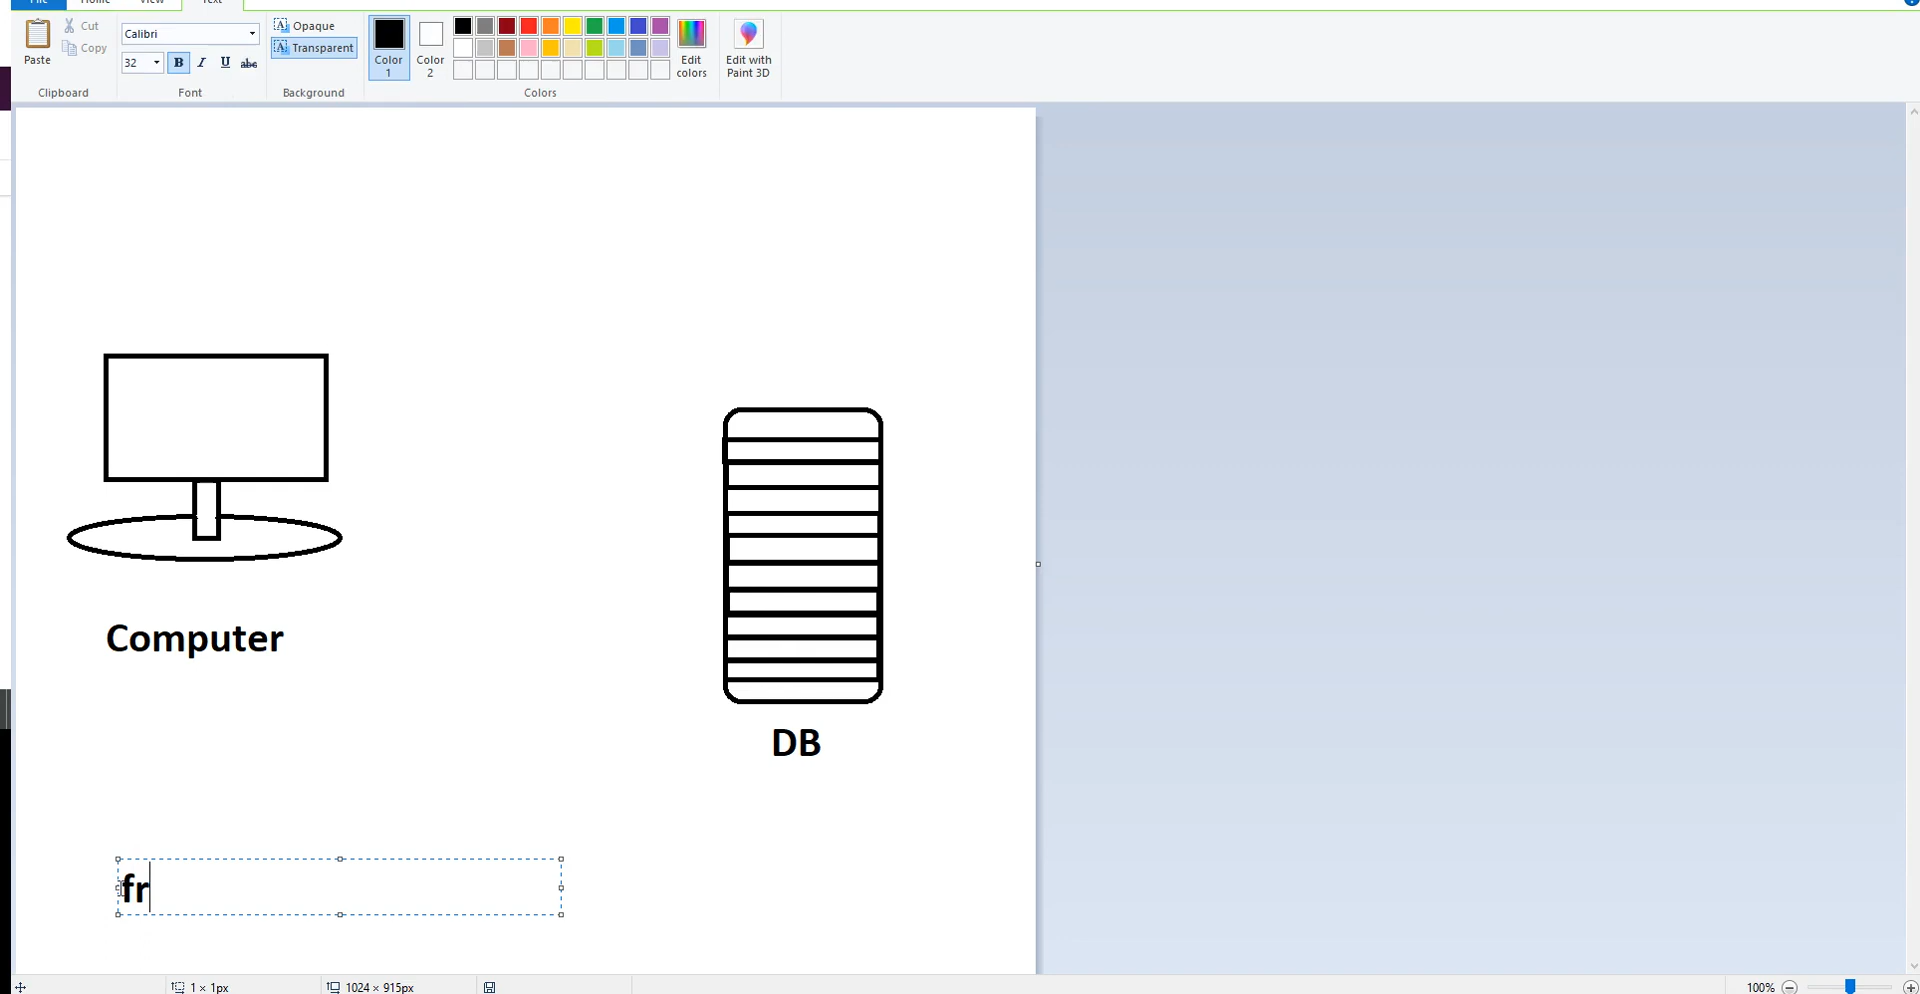 File Home View Text
Cut
Copy
Paste
Clipboard
Calibri
32 B I U abc
Font
Opaque
Transparent
Background
Color
1
Color
2
Edit
colors
Colors
Edit with
Paint 3D
Computer
DB
fr
1 × 1px
1024 × 915px
100%